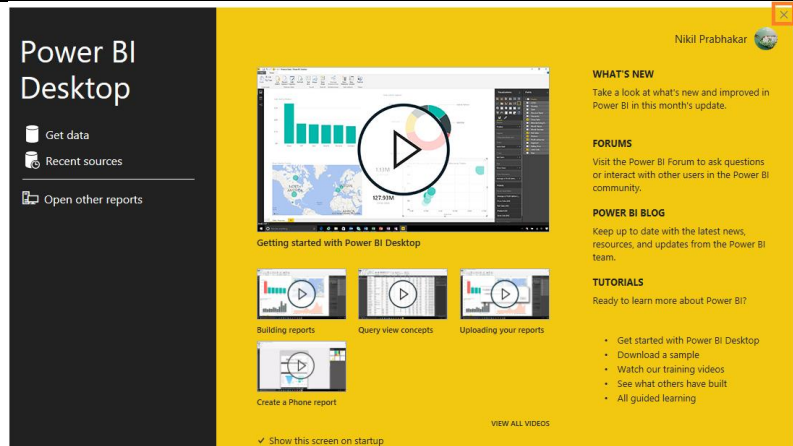 Power BI
Desktop
Get data
Recent sources
Open other reports
127.93M
Getting started with Power BI Desktop
Building reports
Query view concepts
Uploading your reports
Create a Phone report
VIEW ALL VIDEOS
Show this screen on startup
Nikil Prabhakar
WHAT'S NEW
Take a look at what's new and improved in
Power BI in this month's update.
FORUMS
Visit the Power BI Forum to ask questions
or interact with other users in the Power BI
community.
POWER BI BLOG
Keep up to date with the latest news,
resources, and updates from the Power BI
team.
TUTORIALS
Ready to learn more about Power BI?
• Get started with Power BI Desktop
• Download a sample
• Watch our training videos
• See what others have built
• All guided learning